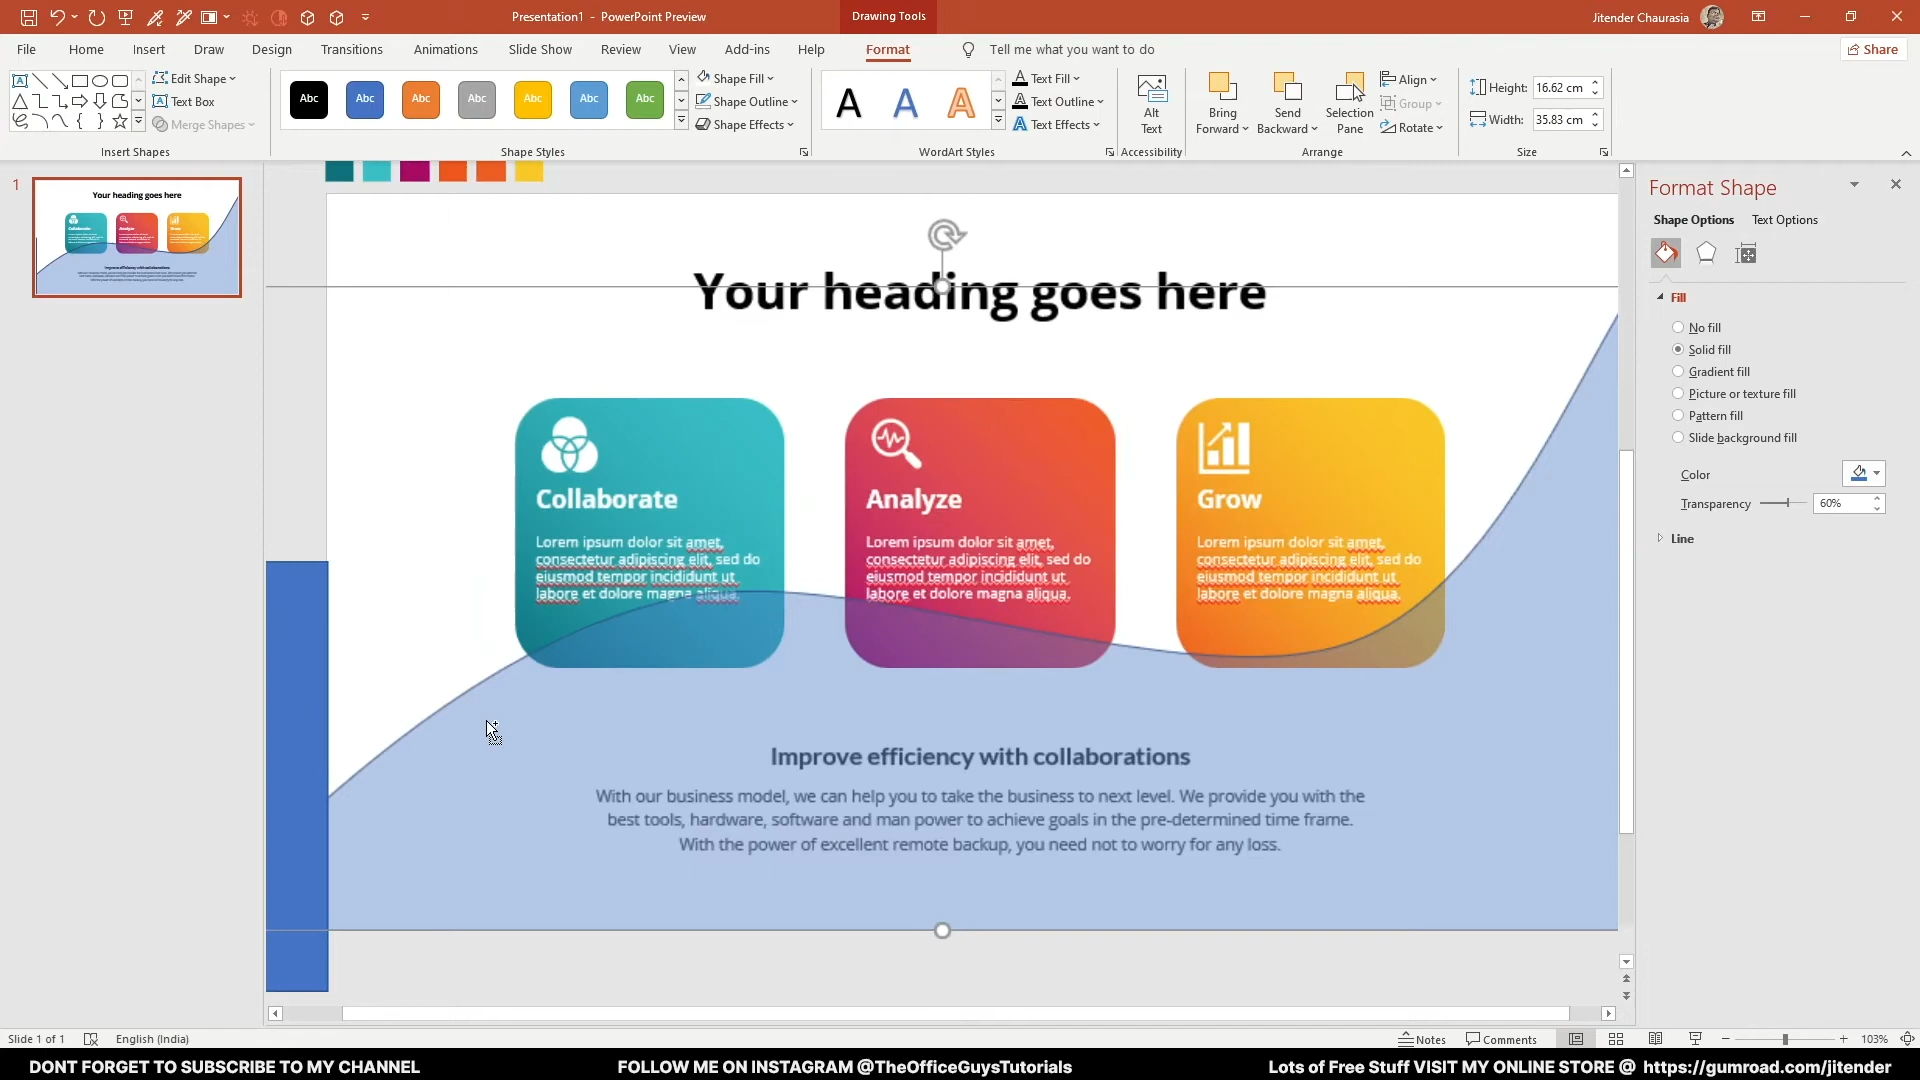 Presentation1 - PowerPoint Preview
Drawing Tools
Jitender Chaurasia
File
Home
Insert
Draw
Design
Transitions
Animations
Slide Show
Review
View
Add-ins
Help
Format
Tell me what you want to do
Share
Edit Shape
Text Box
Merge Shapes
Insert Shapes
Abc
Abc
Abc
Abc
Abc
Abc
Abc
Shape Fill
Shape Outline
Shape Effects
Shape Styles
A
A
A
Text Fill
Text Outline
Text Effects
WordArt Styles
Alt
Text
Accessibility
Bring
Forward
Send
Backward
Selection
Pane
Align
Group
Rotate
Arrange
Height:
16.62 cm
Width:
35.83 cm
Size
1
Your heading goes here
Collaborate
Analyze
Grow
Improve efficiency with collaborations
Your heading goes here
Collaborate
Lorem ipsum dolor sit amet,
consectetur adipiscing elit, sed do
eiusmod tempor incididunt ut
labore et dolore magna aliqua.
Analyze
Lorem ipsum dolor sit amet,
consectetur adipiscing elit, sed do
eiusmod tempor incididunt ut
labore et dolore magna aliqua.
Grow
Lorem ipsum dolor sit amet,
consectetur adipiscing elit, sed do
eiusmod tempor incididunt ut
labore et dolore magna aliqua.
Improve efficiency with collaborations
With our business model, we can help you to take the business to next level. We provide you with the
best tools, hardware, software and man power to achieve goals in the pre-determined time frame.
With the power of excellent remote backup, you need not to worry for any loss.
Format Shape
Shape Options
Text Options
Fill
No fill
Solid fill
Gradient fill
Picture or texture fill
Pattern fill
Slide background fill
Color
Transparency
60%
Line
Slide 1 of 1
English (India)
Notes
Comments
103%
DONT FORGET TO SUBSCRIBE TO MY CHANNEL
FOLLOW ME ON INSTAGRAM @TheOfficeGuysTutorials
Lots of Free Stuff VISIT MY ONLINE STORE @ https://gumroad.com/jitender